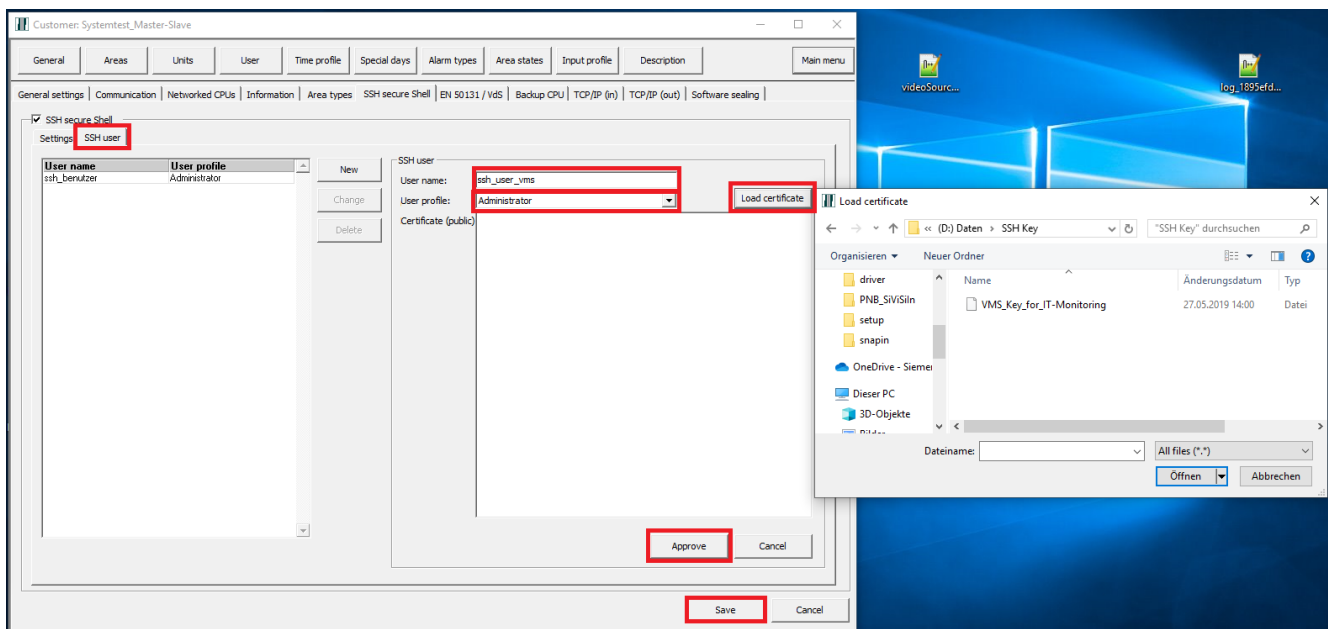 Customer: Systemtest_Master-Slave
General Areas Units User Time profile Special days Alarm types Area states Input profile Description Main menu
General settings Communication Networked CPUs Information Area types SSH secure Shell EN 50131 / VdS Backup CPU TCP/IP (in) TCP/IP (out) Software sealing
SSH secure Shell
Settings SSH user
User name User profile
ssh_benutzer Administrator
New
Change
Delete
SSH user
User name: ssh_user_vms
User profile: Administrator
Load certificate
Certificate (public)
Approve Cancel
Save Cancel
videoSourc...
log_1895efd...
Load certificate
« (D:) Daten › SSH Key
"SSH Key" durchsuchen
Organisieren Neuer Ordner
driver
PNB_SiViSiIn
setup
snapin
OneDrive - Siemen
Dieser PC
3D-Objekte
Bilder
Name Änderungsdatum Typ
VMS_Key_for_IT-Monitoring 27.05.2019 14:00 Datei
Dateiname:
All files (*.*)
Öffnen Abbrechen